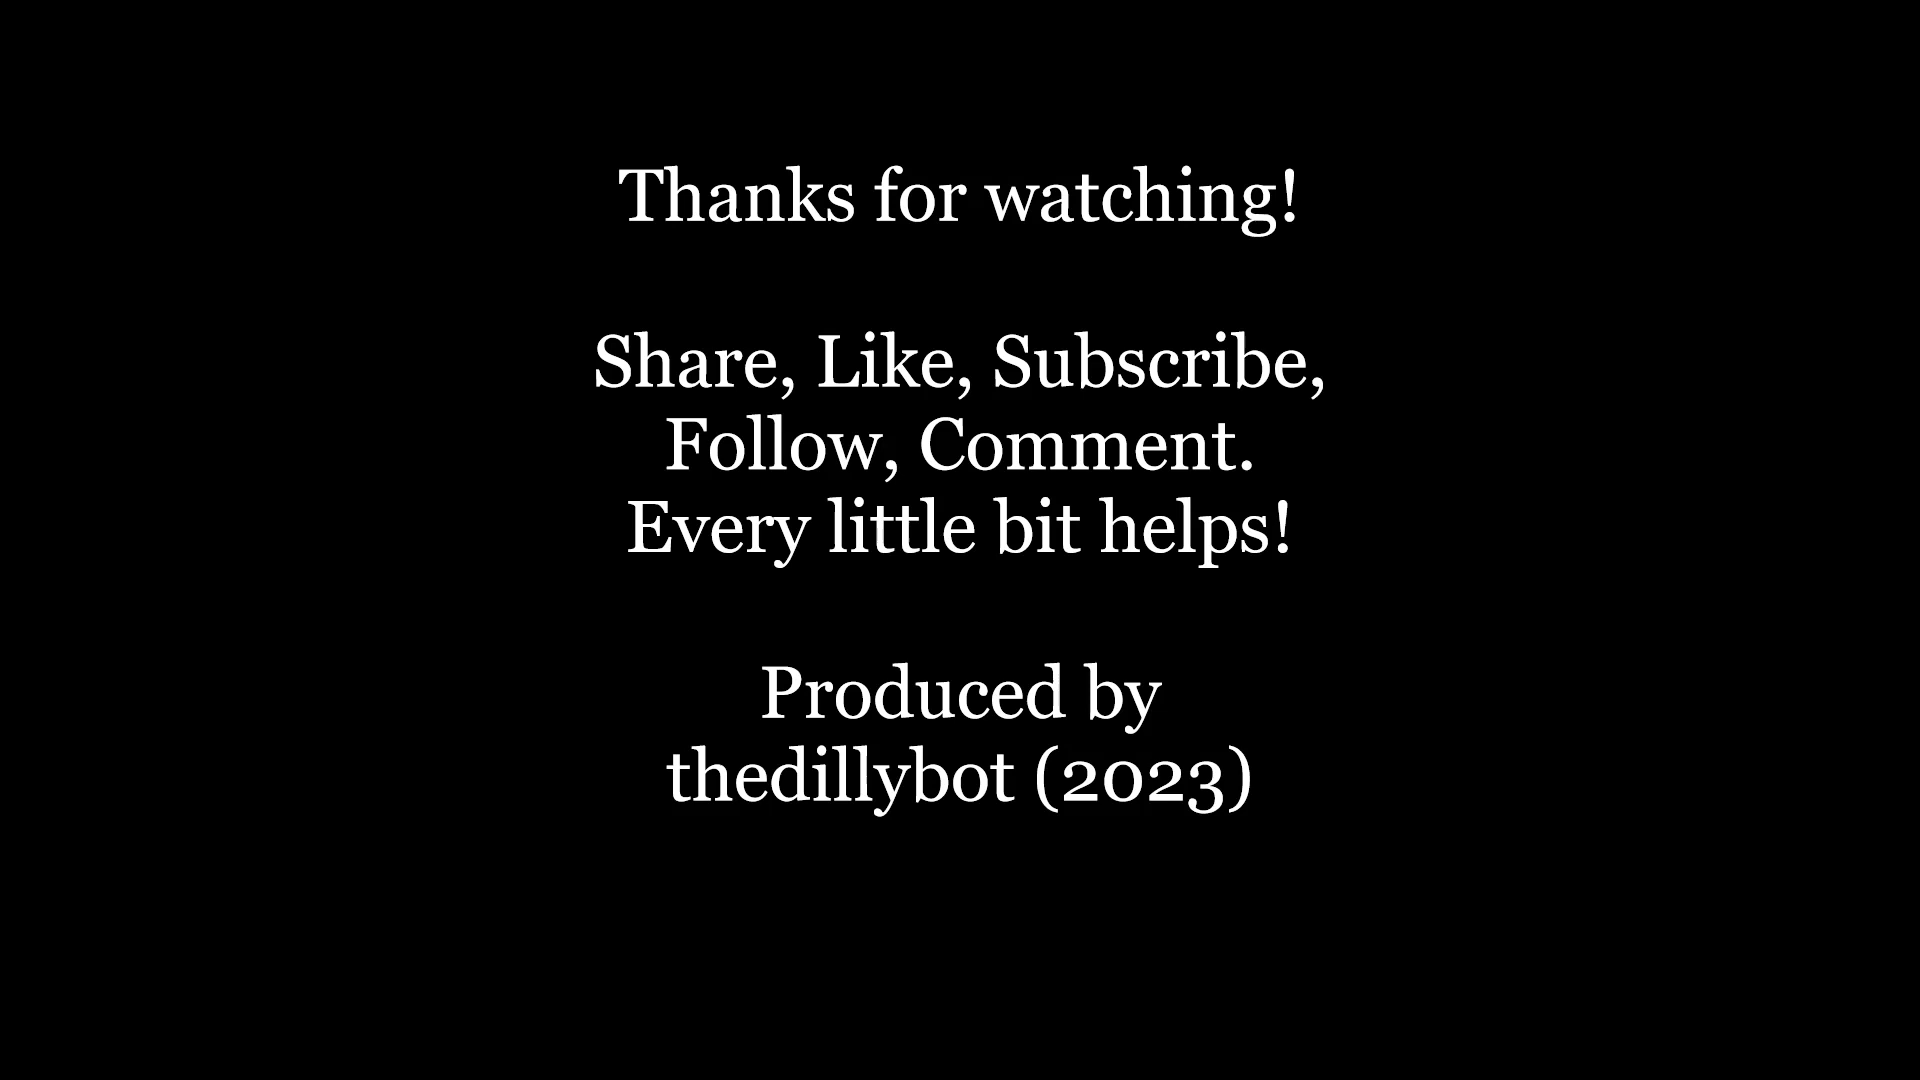 Thanks for watching!
Share, Like, Subscribe,
Follow, Comment.
Every little bit helps!
Produced by
thedillybot (2023)